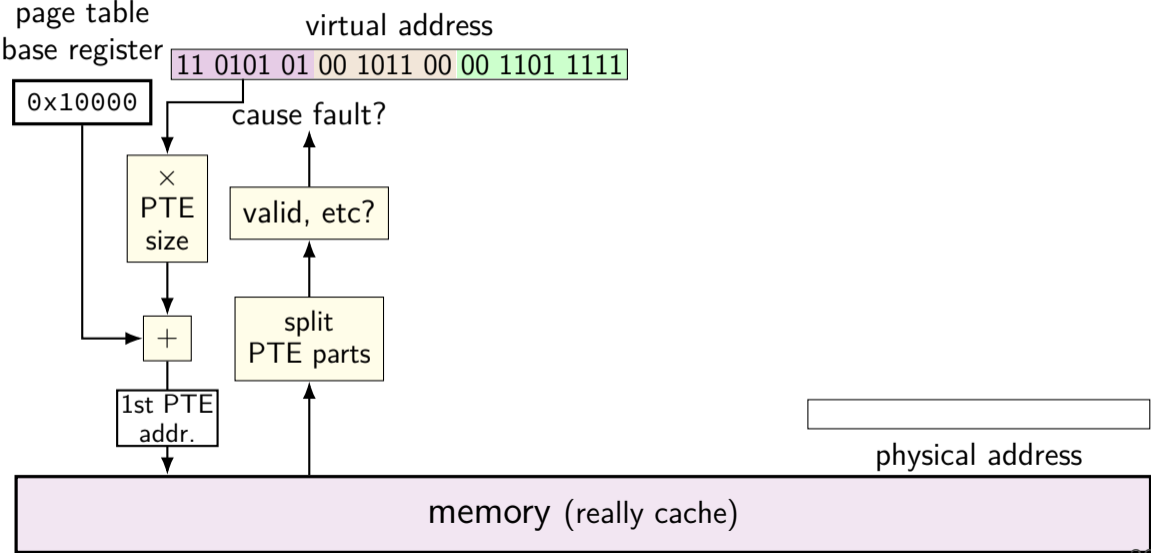 page table
base register
virtual address
11 0101 01 00 1011 00 00 1101 1111
0x10000
cause fault?
×
PTE
size
valid, etc?
split
PTE parts
+
1st PTE
addr.
physical address
memory (really cache)